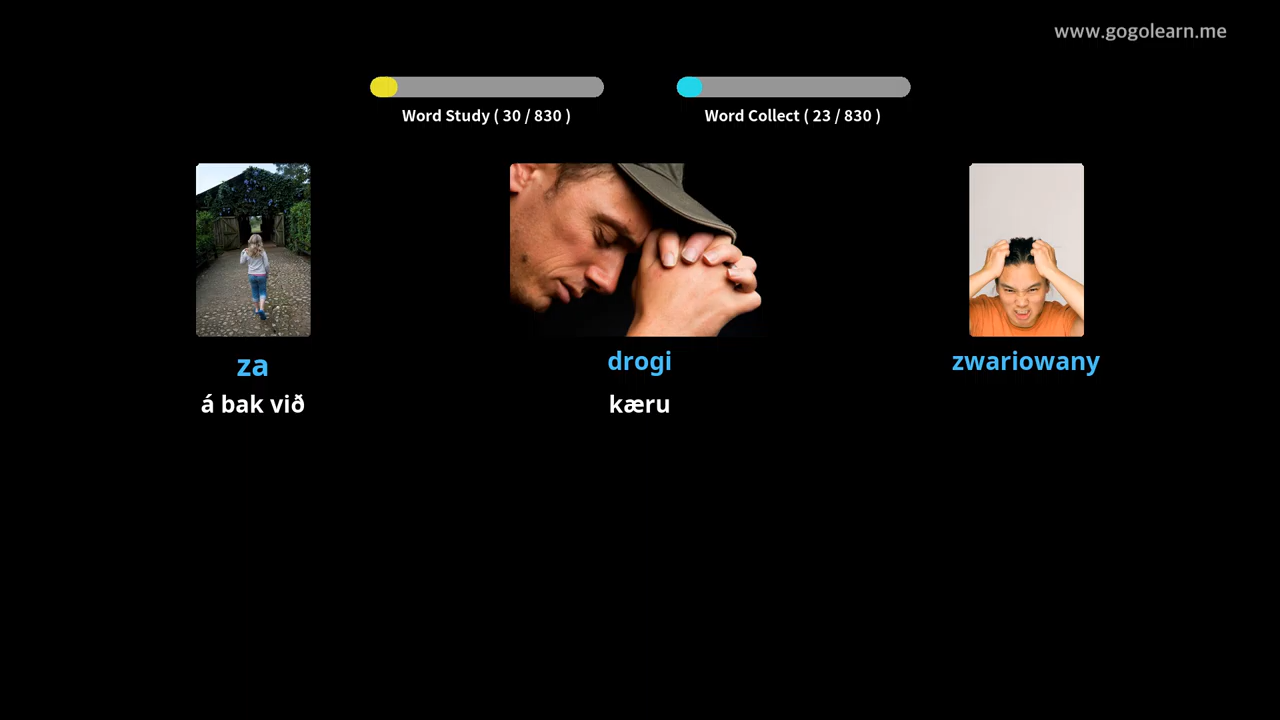 www.gogolearn.me
Word Study ( 30 / 830 )
Word Collect ( 23 / 830 )
za
drogi
zwariowany
á bak við
kæru